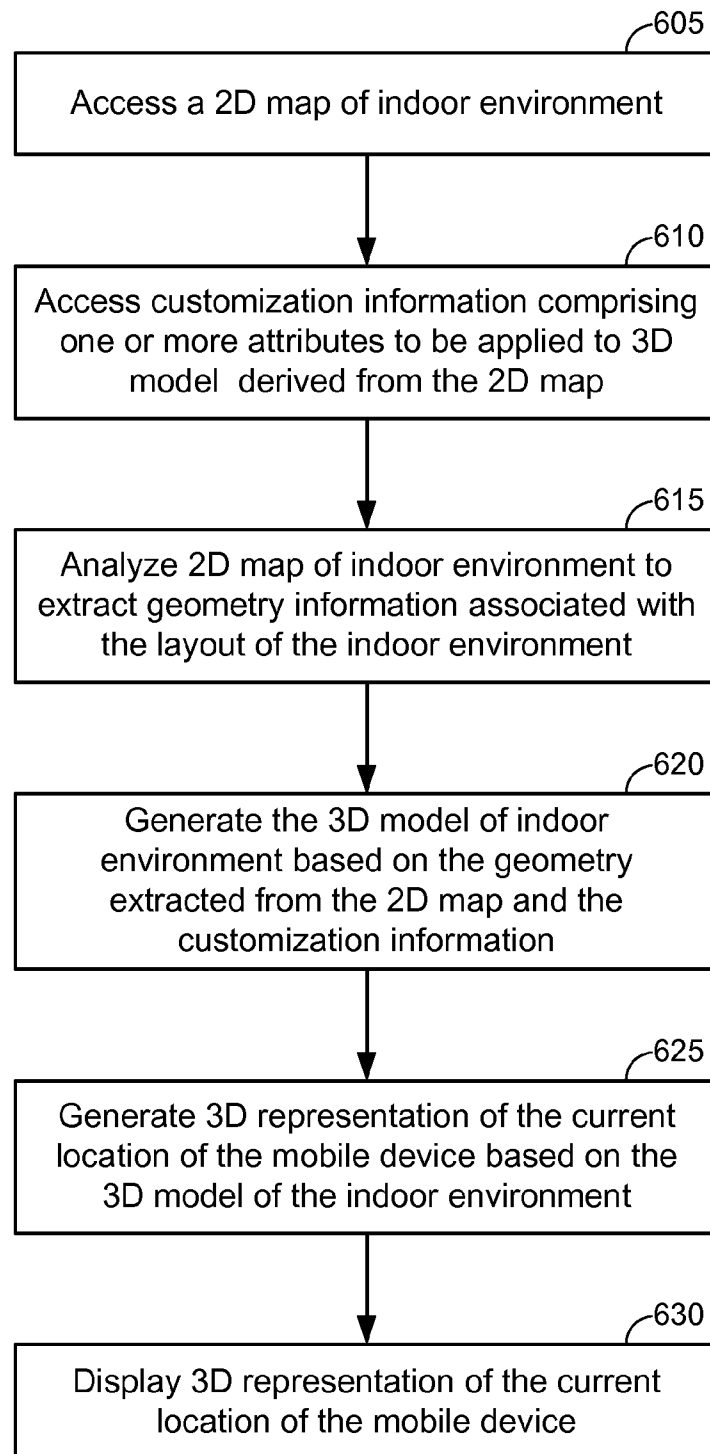 605
Access a 2D map of indoor environment
610
Access customization information comprising
one or more attributes to be applied to 3D
model derived from the 2D map
615
Analyze 2D map of indoor environment to
extract geometry information associated with
the layout of the indoor environment
620
Generate the 3D model of indoor
environment based on the geometry
extracted from the 2D map and the
customization information
625
Generate 3D representation of the current
location of the mobile device based on the
3D model of the indoor environment
630
Display 3D representation of the current
location of the mobile device